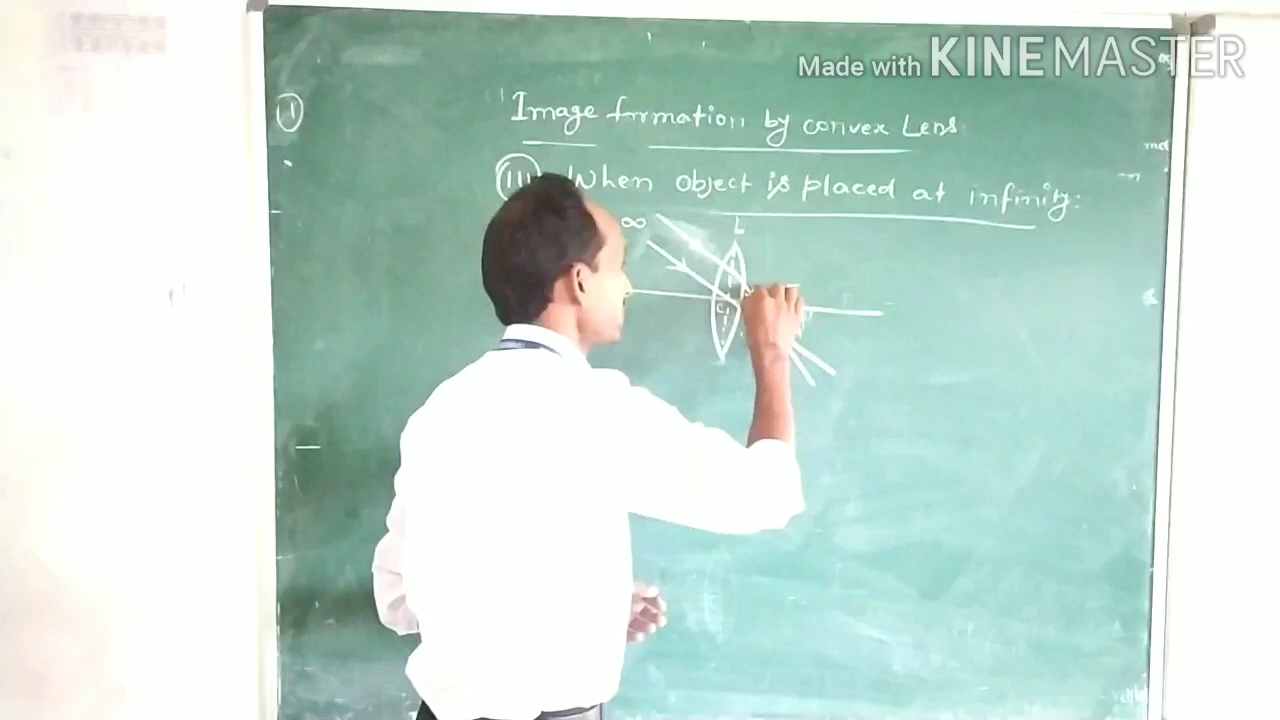 Made with KINEMASTER
1
"Image formation by convex Lens.
(III) When object is placed at infinity:
∞
L
C